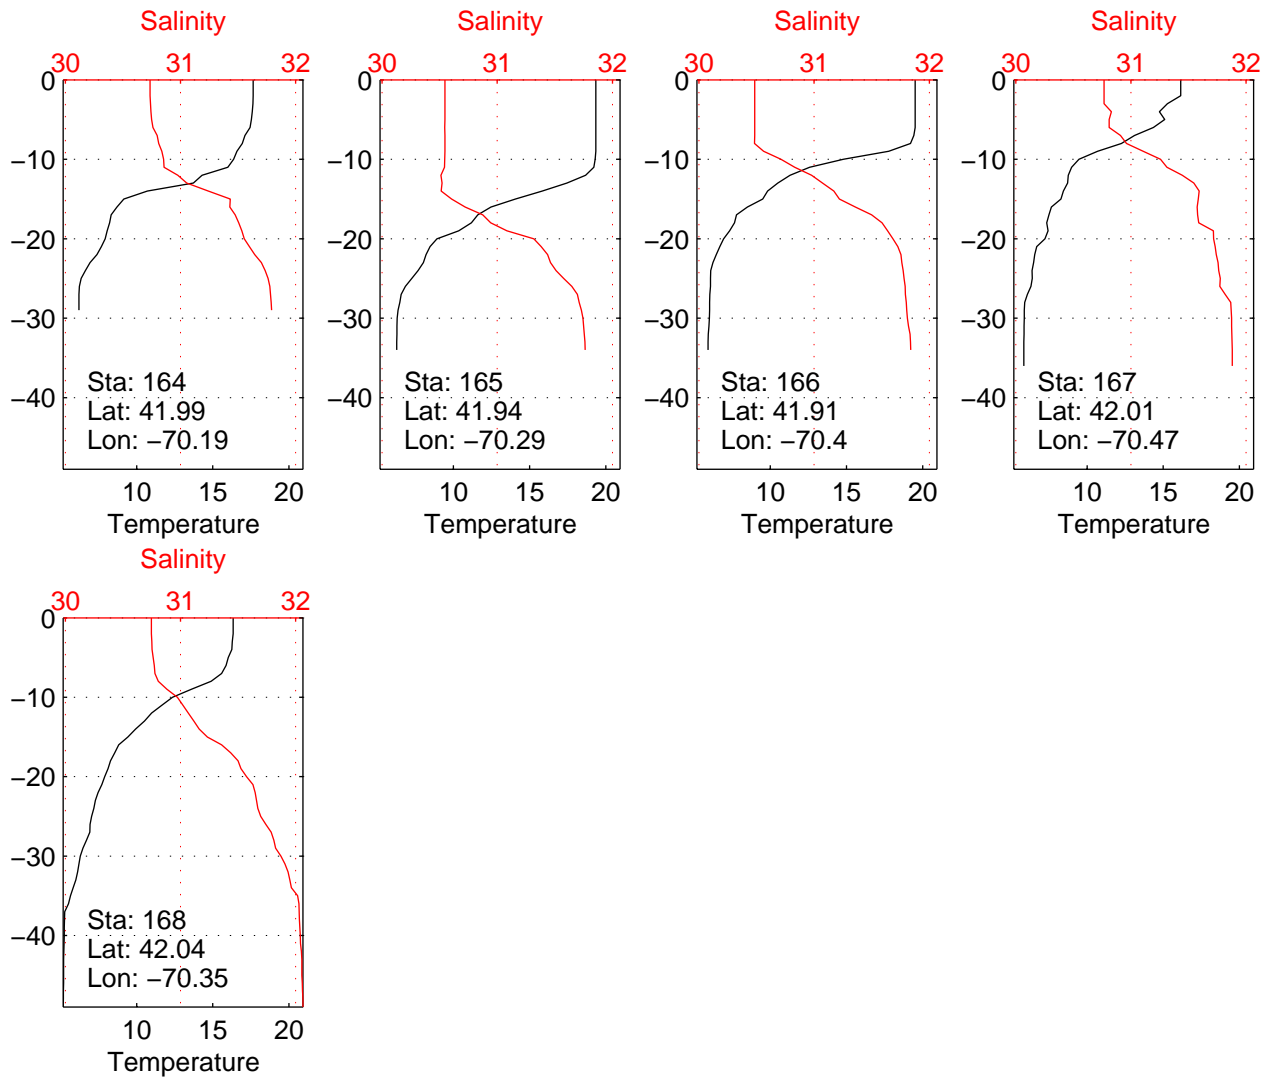 Salinity Salinity Salinity Salinity
30 31 32 30 31 32 30 31 32 30 31 32
0 0 0 0
−10 −10 −10 −10
−20 −20 −20 −20
−30 −30 −30 −30
Sta: 164 Sta: 165 Sta: 166 Sta: 167
−40 −40 −40 −40
Lat: 41.99 Lat: 41.94 Lat: 41.91 Lat: 42.01
Lon: −70.19 Lon: −70.29 Lon: −70.4 Lon: −70.47
10 15 20 10 15 20 10 15 20 10 15 20
Temperature Temperature Temperature Temperature
Salinity
30 31 32
0
−10
−20
−30
Sta: 168
−40
Lat: 42.04
Lon: −70.35
10 15 20
Temperature